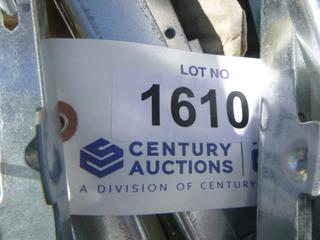 LOT NO
1610
CENTURY
AUCTIONS
A DIVISION OF CENTURY